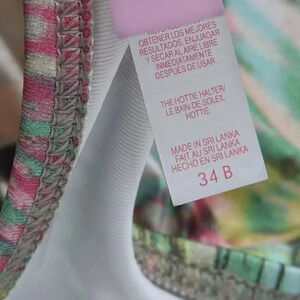 OBTENER LOS MEJORES
RESULTADOS, ENJUAGAR
Y SECAR AL AIRE LIBRE
INMEDIATAMENTE
DESPUÉS DE USAR.
THE HOTTIE HALTER/
LE BAIN-DE-SOLEIL
HOTTIE
MADE IN SRI LANKA
FAIT AU SRI LANKA
HECHO EN SRI LANKA
34 B